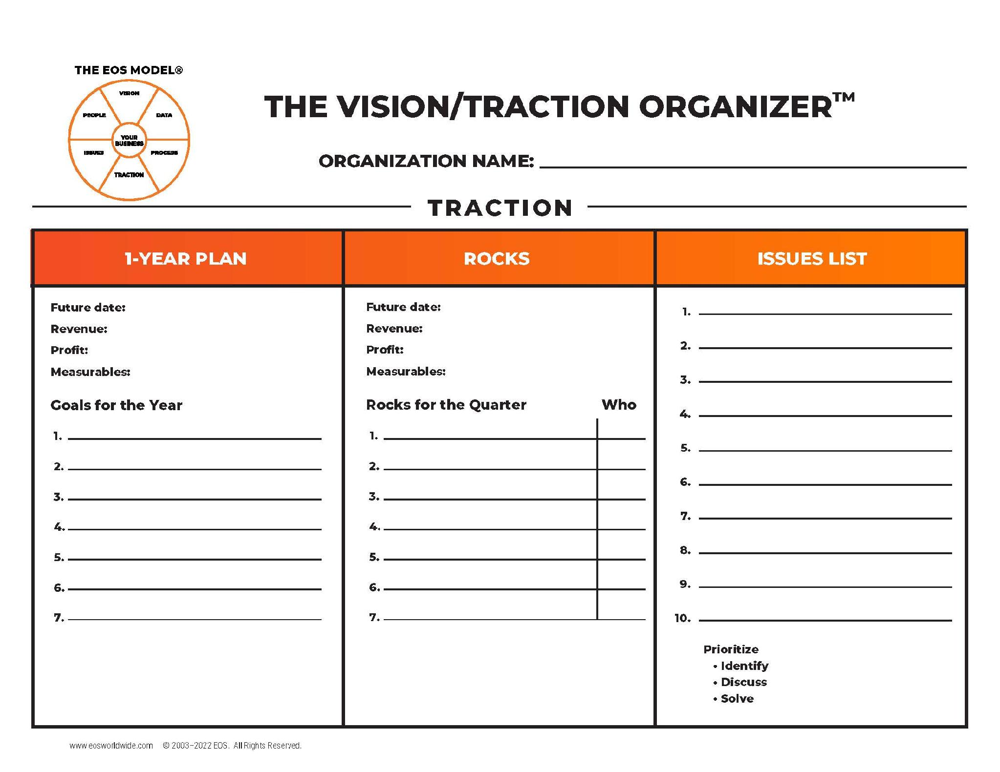 THE EOS MODEL®
VISION
PEOPLE
DATA
YOUR
BUSINESS
ISSUES
PROCESS
TRACTION
THE VISION/TRACTION ORGANIZER™
ORGANIZATION NAME:
TRACTION
1-YEAR PLAN
Future date:
Revenue:
Profit:
Measurables:
Goals for the Year
1.
2.
3.
4.
5.
6.
7.
ROCKS
Future date:
Revenue:
Profit:
Measurables:
Rocks for the Quarter Who
1.
2.
3.
4.
5.
6.
7.
ISSUES LIST
1.
2.
3.
4.
5.
6.
7.
8.
9.
10.
Prioritize
• Identify
• Discuss
• Solve
www.eosworldwide.com © 2003–2022 EOS. All Rights Reserved.